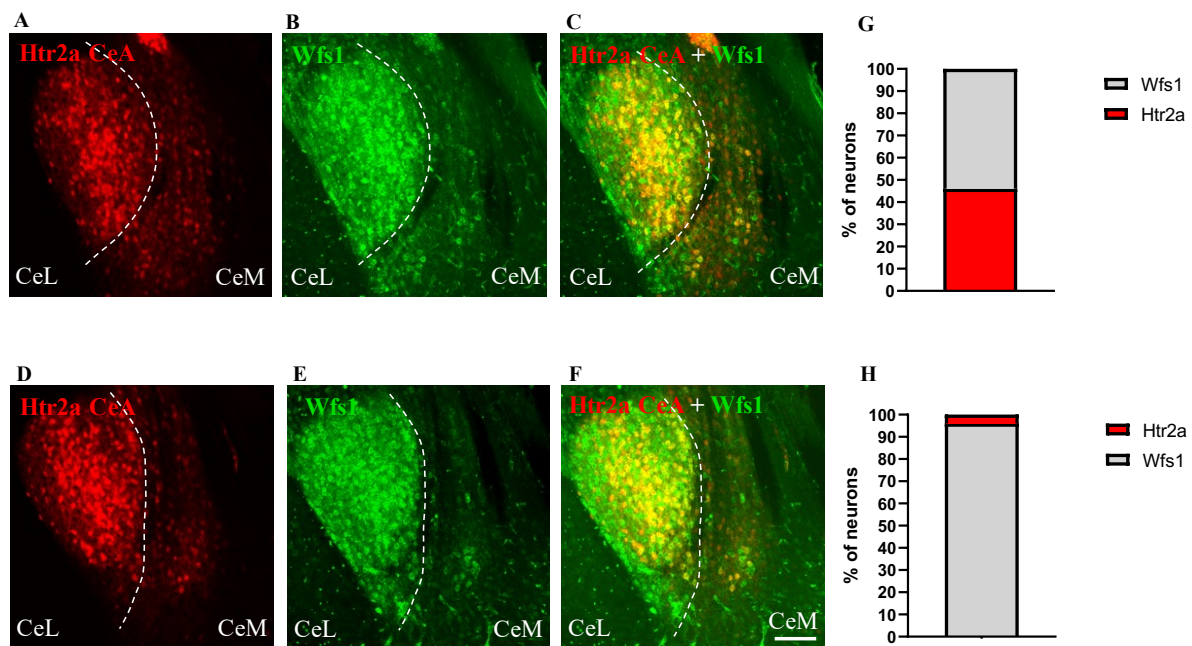 A
Htr2a CeA
CeL
CeM
B
Wfs1
C
Htr2a CeA + Wfs1
CeL
CeM
G
% of neurons
100
90
80
70
60
50
40
30
20
10
0
Wfs1
Htr2a
D
Htr2a CeA
CeL
CeM
E
Wfs1
CeL
CeM
F
Htr2a CeA + Wfs1
CeL
CeM
H
% of neurons
100
90
80
70
60
50
40
30
20
10
0
Htr2a
Wfs1